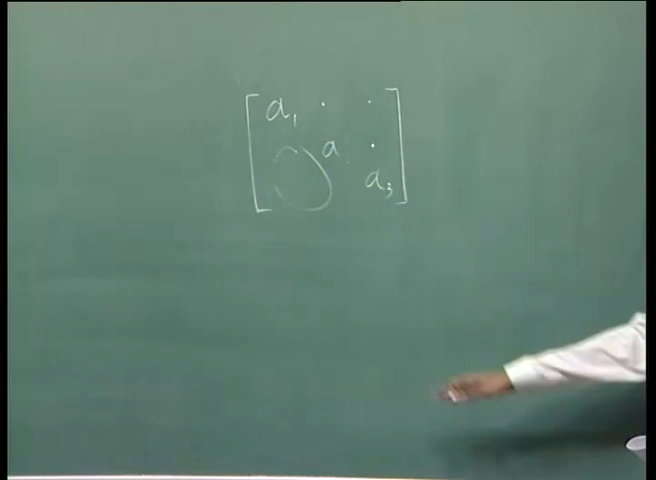 [ a₁ · ·
○ a. ·
a₃ ]